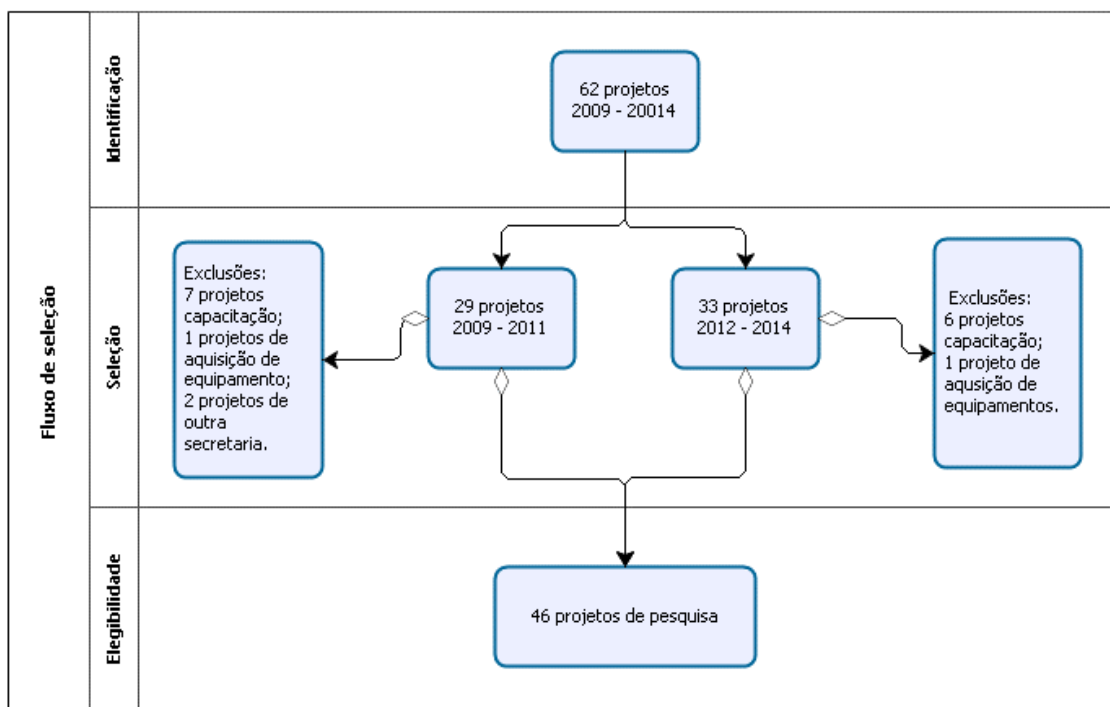 Fluxo de seleção
Identificação
62 projetos
2009 - 20014
Seleção
Exclusões:
7 projetos
capacitação;
1 projetos de
aquisição de
equipamento;
2 projetos de
outra
secretaria.
29 projetos
2009 - 2011
33 projetos
2012 - 2014
Exclusões:
6 projetos
capacitação;
1 projeto de
aqusição de
equipamentos.
Elegibilidade
46 projetos de pesquisa